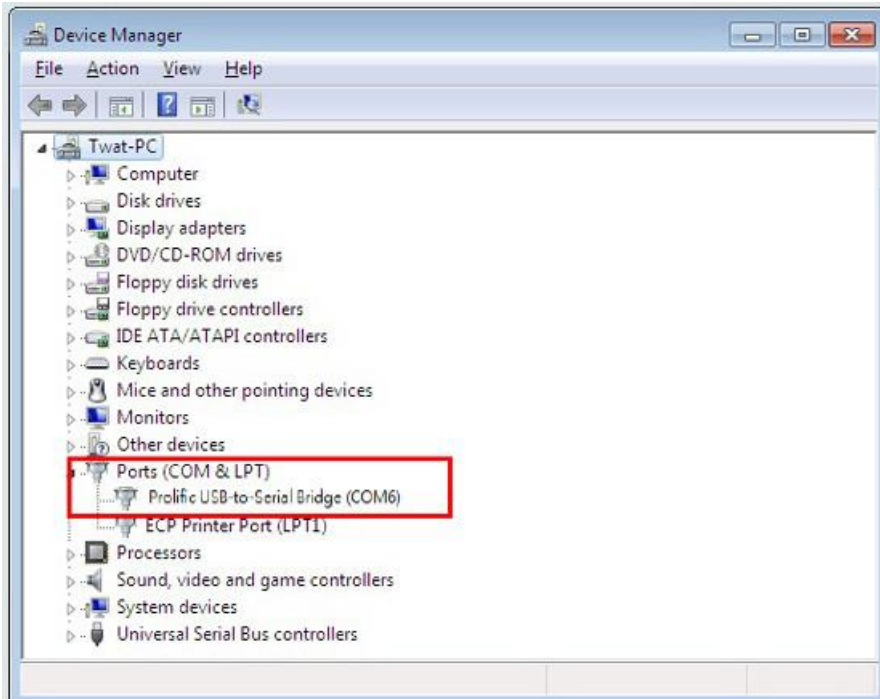 Device Manager
File Action View Help
Twat-PC
Computer
Disk drives
Display adapters
DVD/CD-ROM drives
Floppy disk drives
Floppy drive controllers
IDE ATA/ATAPI controllers
Keyboards
Mice and other pointing devices
Monitors
Other devices
Ports (COM & LPT)
Prolific USB-to-Serial Bridge (COM6)
ECP Printer Port (LPT1)
Processors
Sound, video and game controllers
System devices
Universal Serial Bus controllers